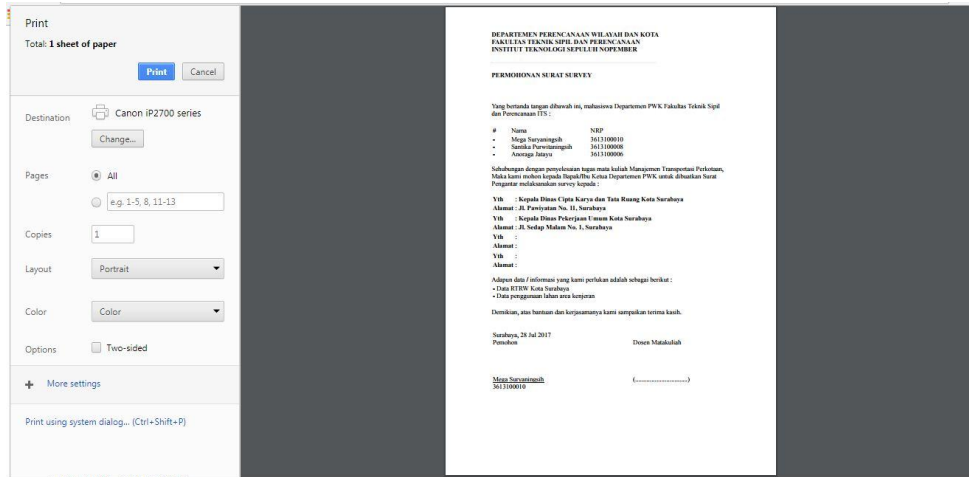 Print
Total: 1 sheet of paper
Print Cancel
Destination Canon iP2700 series
Change...
Pages All
e.g. 1-5, 8, 11-13
Copies 1
Layout Portrait
Color Color
Options Two-sided
+ More settings
Print using system dialog... (Ctrl+Shift+P)
DEPARTEMEN PERENCANAAN WILAYAH DAN KOTA
FAKULTAS TEKNIK SIPIL DAN PERENCANAAN
INSTITUT TEKNOLOGI SEPULUH NOPEMBER
PERMOHONAN SURAT SURVEY
Yang bertanda tangan dibawah ini, mahasiswa Departemen PWK Fakultas Teknik Sipil
dan Perencanaan ITS :
# Nama NRP
- Mega Suryaningsih 3613100010
- Santika Purwitaningsih 3613100008
- Anoraga Jatayu 3613100006
Sehubungan dengan penyelesaian tugas mata kuliah Manajemen Transportasi Perkotaan,
Maka kami mohon kepada Bapak/Ibu Ketua Departemen PWK untuk dibuatkan Surat
Pengantar melaksanakan survey kepada :
Yth : Kepala Dinas Cipta Karya dan Tata Ruang Kota Surabaya
Alamat : Jl. Pawiyatan No. 11, Surabaya
Yth : Kepala Dinas Pekerjaan Umum Kota Surabaya
Alamat : Jl. Sedap Malam No. 1, Surabaya
Yth :
Alamat :
Yth :
Alamat :
Adapun data / informasi yang kami perlukan adalah sebagai berikut :
- Data RTRW Kota Surabaya
- Data penggunaan lahan area kenjeran
Demikian, atas bantuan dan kerjasamanya kami sampaikan terima kasih.
Surabaya, 28 Jul 2017
Pemohon Dosen Matakuliah
Mega Suryaningsih (............................)
3613100010